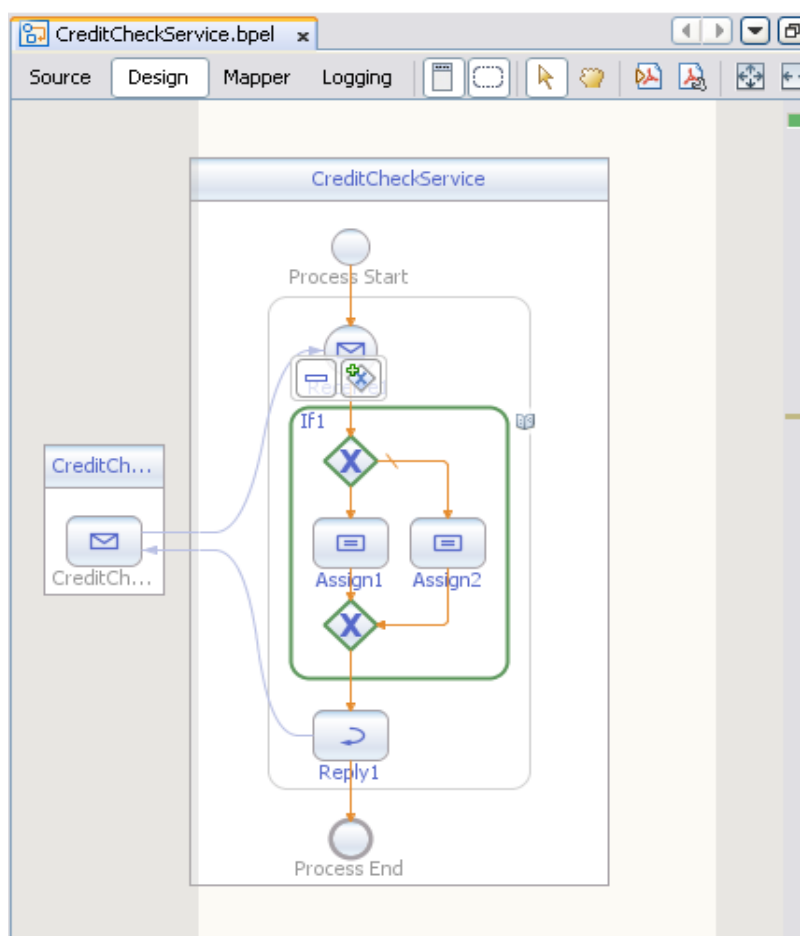 CreditCheckService.bpel x
Source Design Mapper Logging
CreditCheckService
Process Start
If1
CreditCh...
CreditCh...
Assign1 Assign2
Reply1
Process End